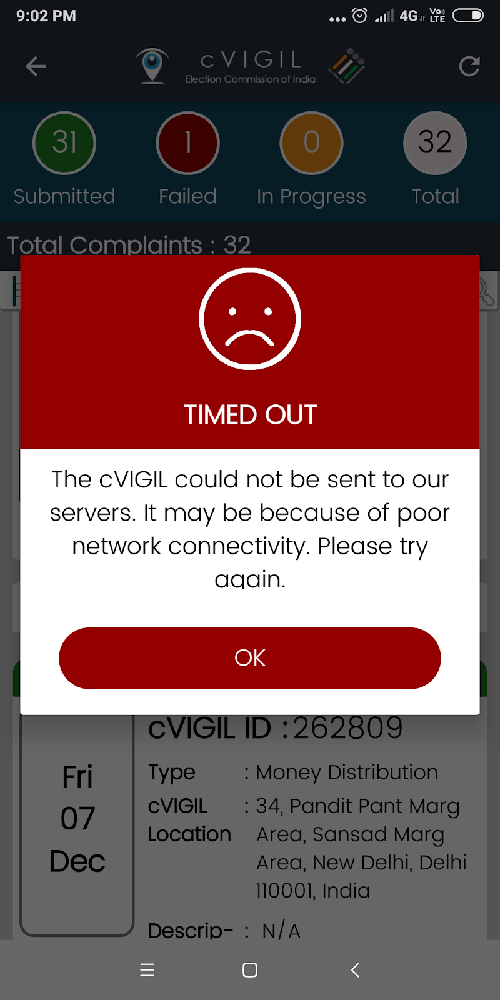 9:02 PM
4G Vo)) LTE
cVIGIL
Election Commission of India
31
1
0
32
Submitted
Failed
In Progress
Total
Total Complaints : 32
TIMED OUT
The cVIGIL could not be sent to our
servers. It may be because of poor
network connectivity. Please try
again.
OK
cVIGIL ID : 262809
Fri
07
Dec
Type : Money Distribution
cVIGIL : 34, Pandit Pant Marg
Location Area, Sansad Marg
Area, New Delhi, Delhi
110001, India
Descrip- : N/A